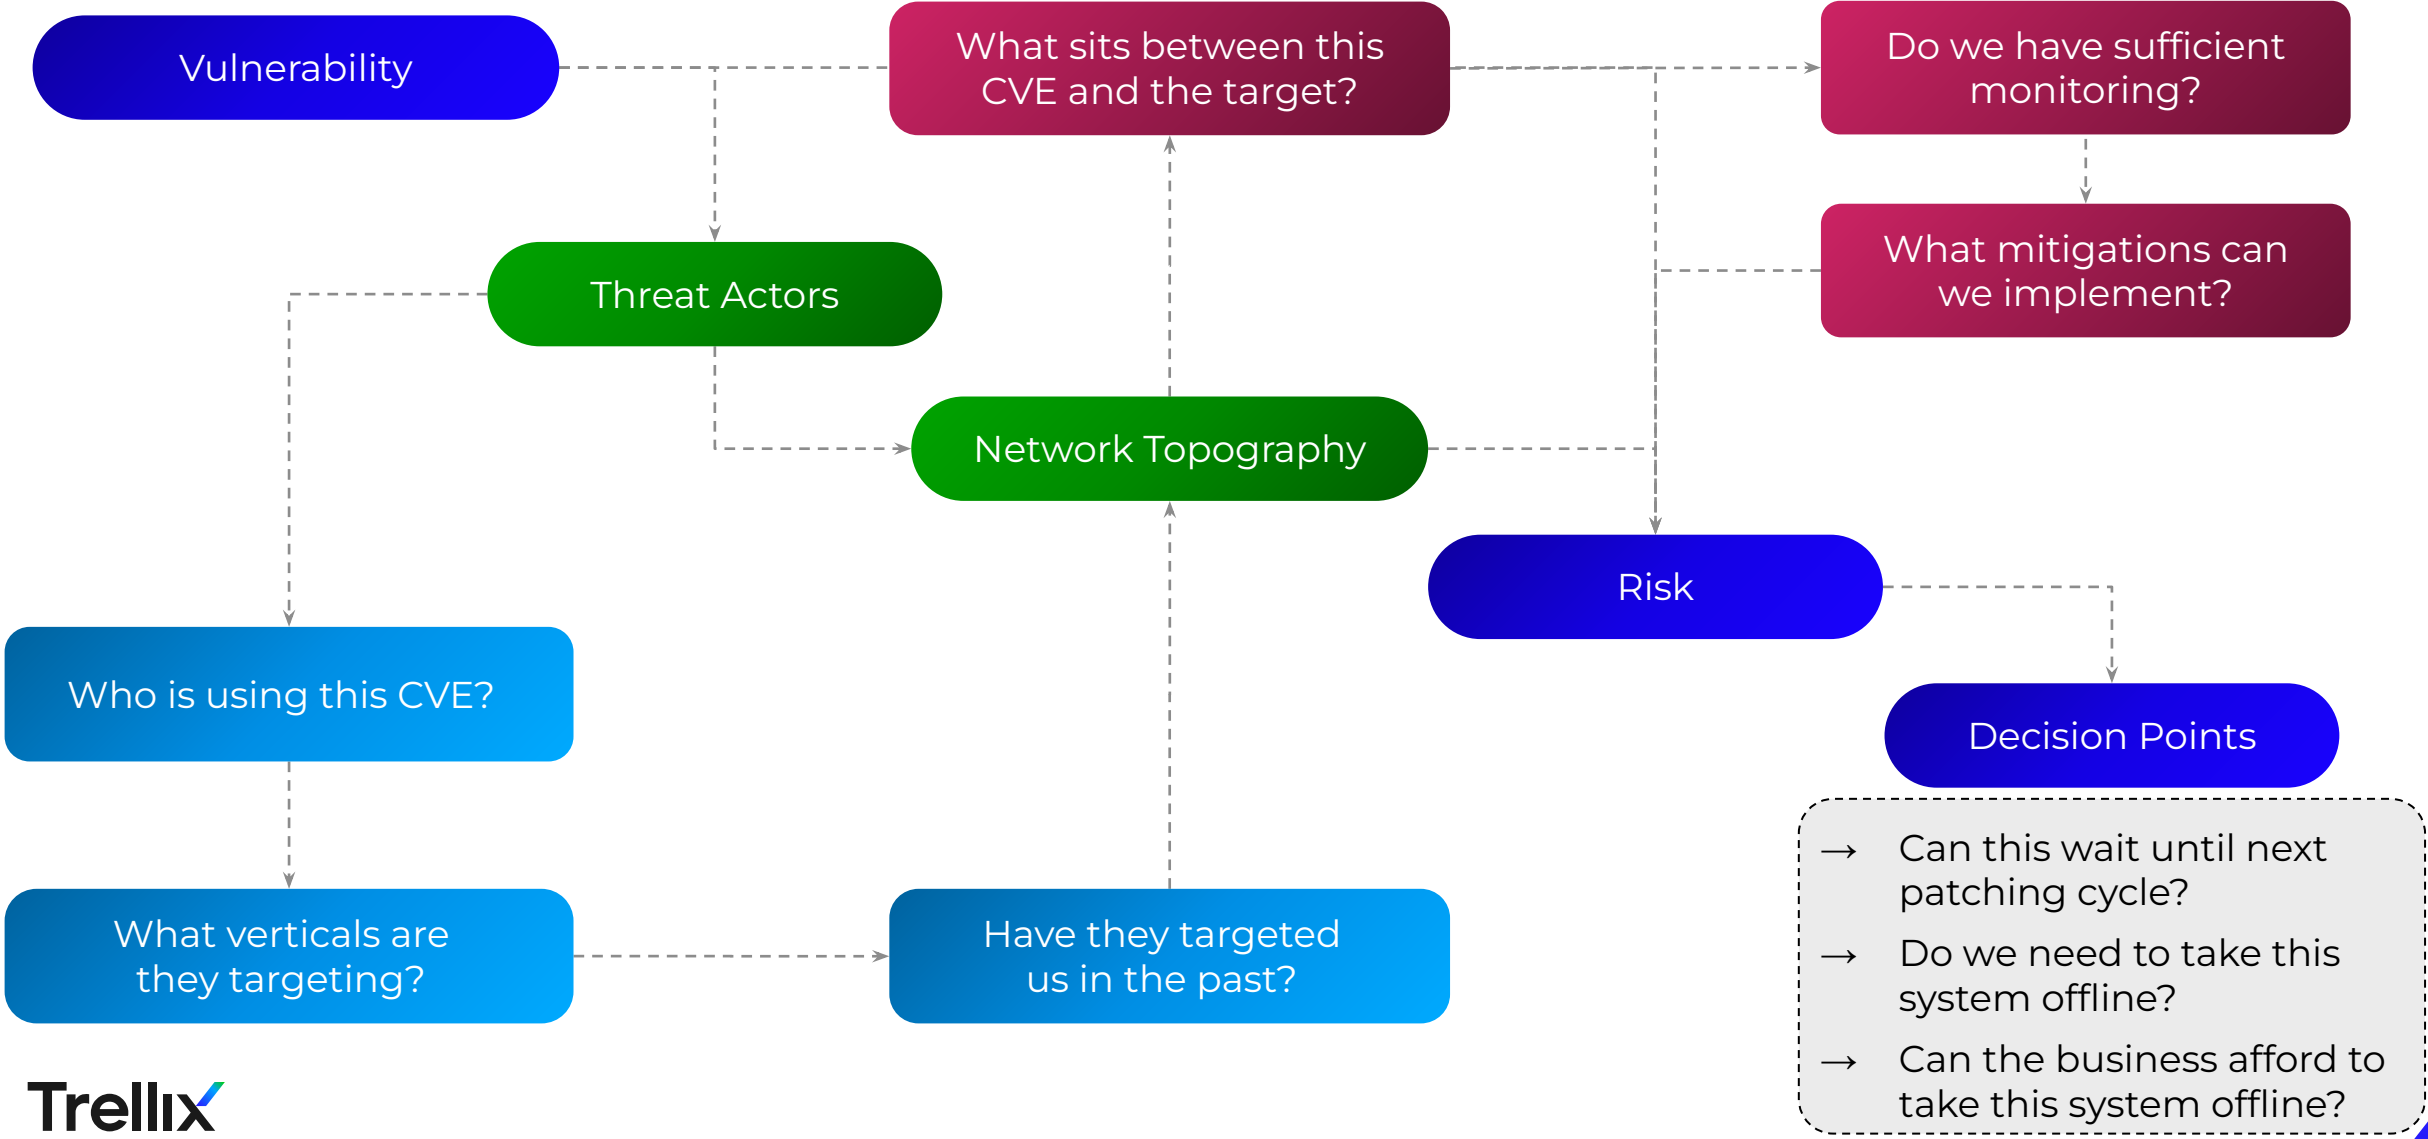 Vulnerability
What sits between this
CVE and the target?
Do we have sufficient
monitoring?
What mitigations can
we implement?
Threat Actors
Network Topography
Risk
Who is using this CVE?
Decision Points
What verticals are
they targeting?
Have they targeted
us in the past?
→ Can this wait until next
patching cycle?
→ Do we need to take this
system offline?
→ Can the business afford to
take this system offline?
Trellix